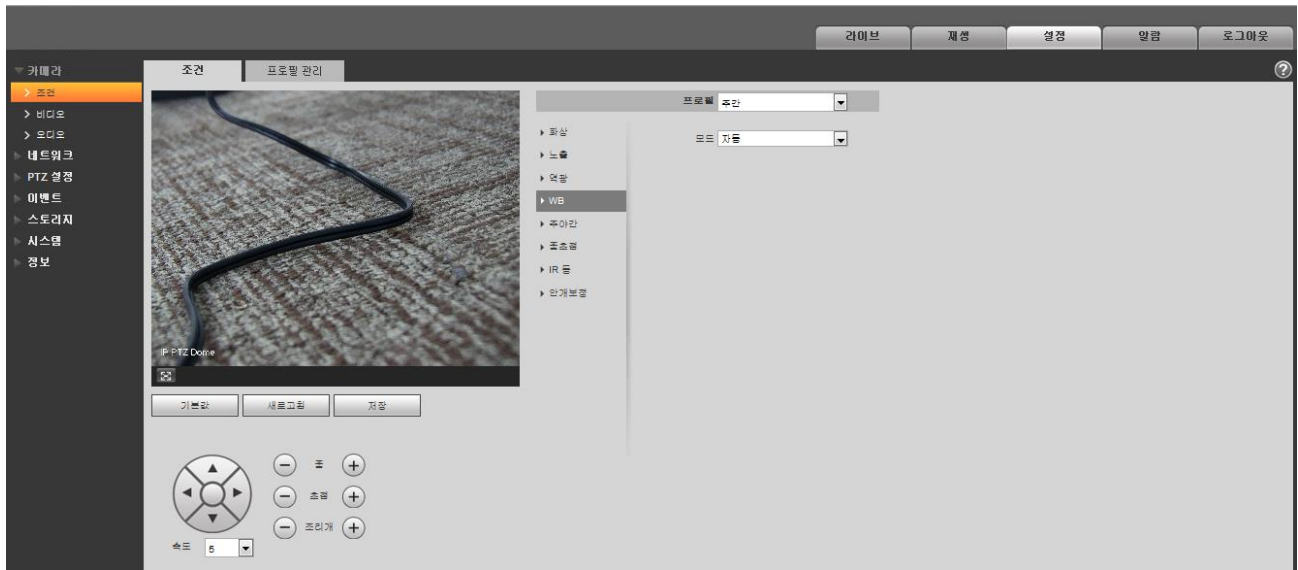 라이브 재생 설정 알람 로그아웃
카메라 조건 프로필 관리
조건
비디오
오디오
네트워크
PTZ 설정
이벤트
스토리지
시스템
정보
프로필 주간
모드 자동
화상
노출
역광
WB
주야간
줌초점
IR 등
안개보정
IP PTZ Dome
기본값 새로고침 저장
줌
초점
조리개
속도 5